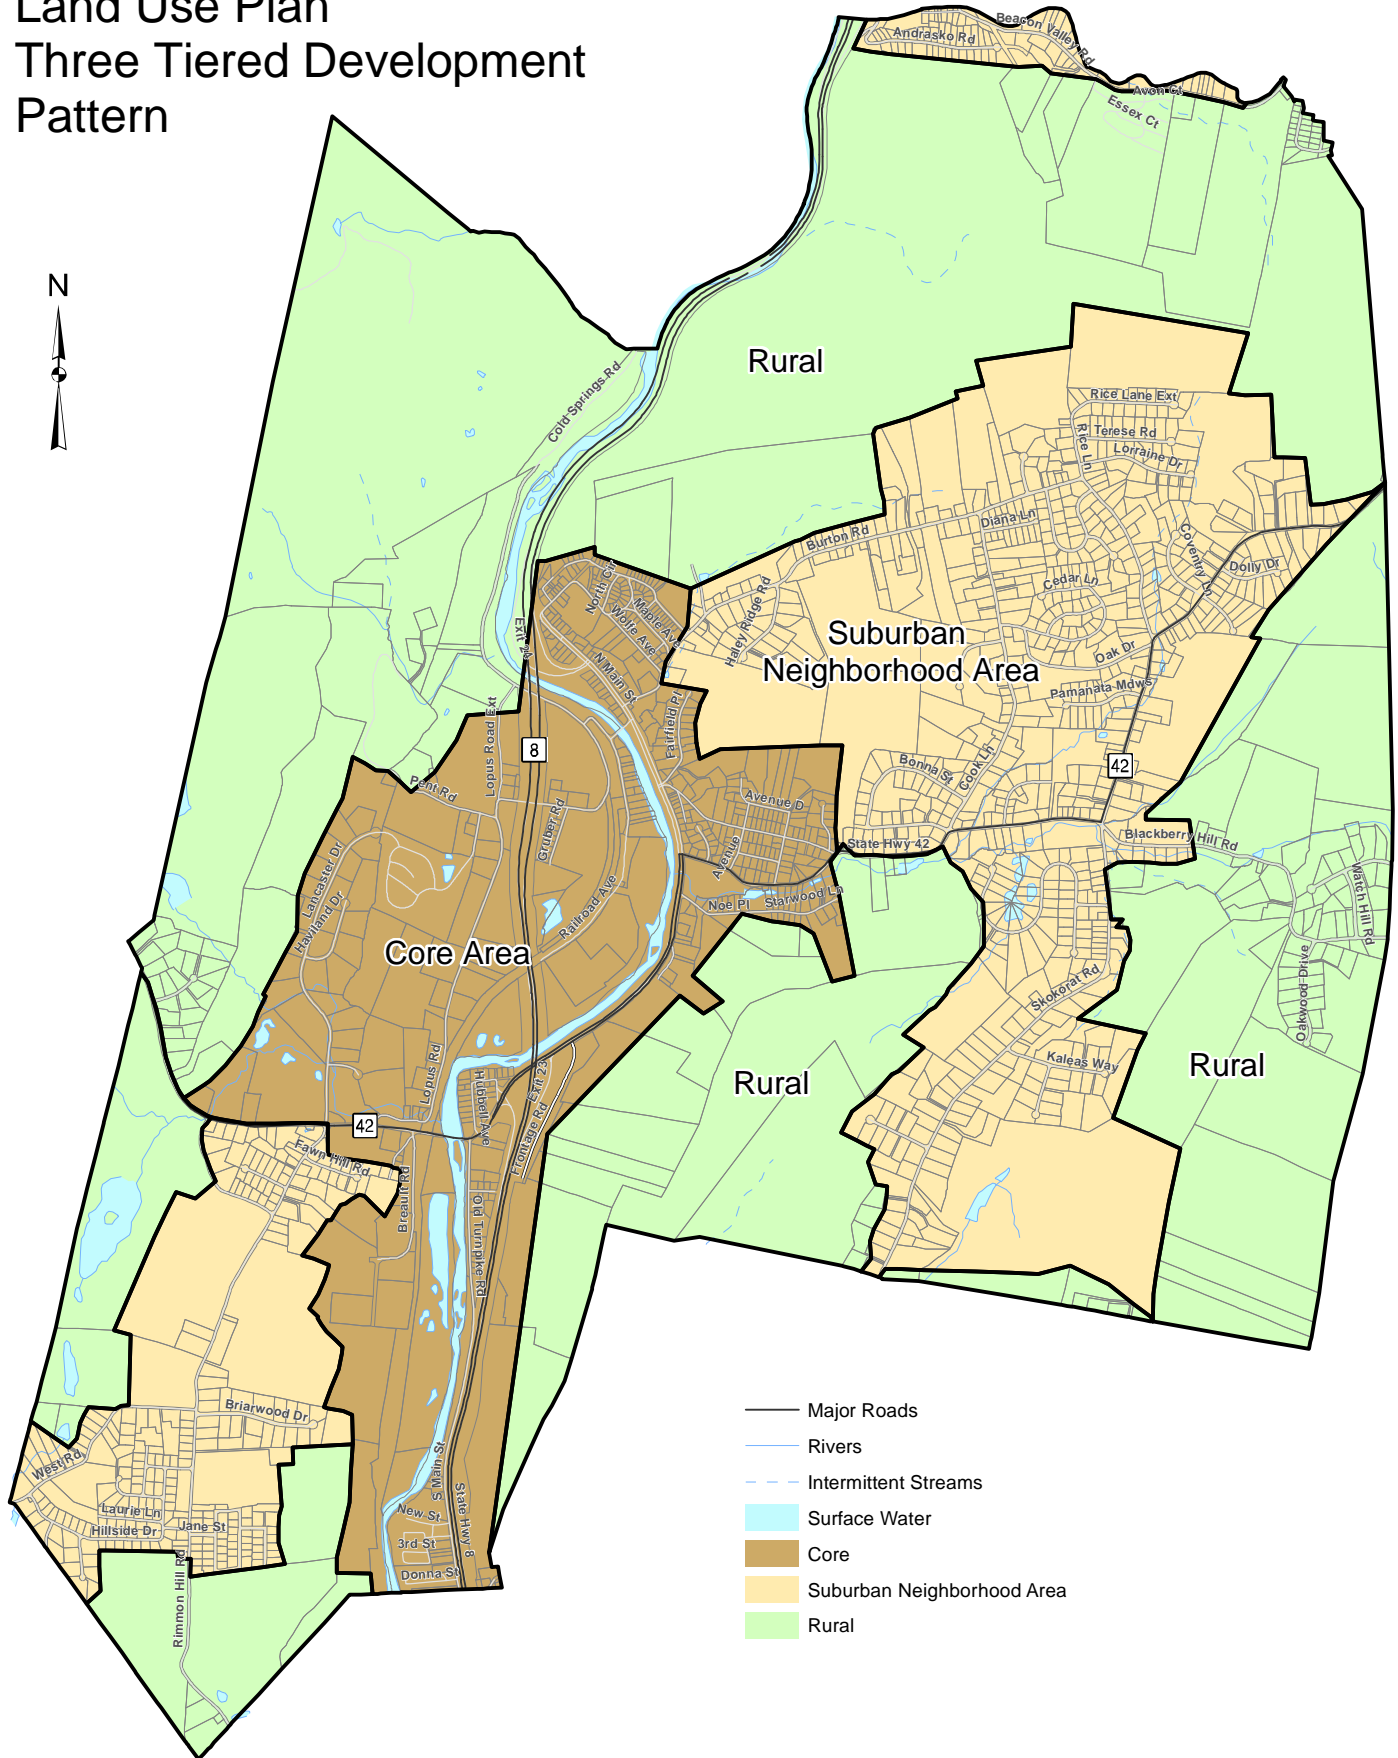 Land Use Plan
Three Tiered Development
Pattern
N
Beacon Valley Rd
Andrasko Rd
Avon Ct
Essex Ct
Cold Springs Rd
Rural
Rice Lane Ext
Terese Rd
Rice Ln
Lorraine Dr
Diana Ln
Burton Rd
Coventry Ln
Dolly Dr
Cedar Ln
Haley Ridge Rd
Suburban
Neighborhood Area
Oak Dr
Pamanata Mdws
North Cir
Maple Ave
Wolfe Ave
Exit 24
N Main St
Fairfield Pl
Lopus Road Ext
8
42
Bonna St
Cook Ln
Pent Rd
Avenue D
Gruber Rd
Avenue
State Hwy 42
Blackberry Hill Rd
Watch Hill Rd
Lancaster Dr
Haviland Dr
Railroad Ave
Noe Pl
Starwood Ln
Core Area
Oakwood Drive
Skokorat Rd
Kaleas Way
Rural
Rural
Lopus Rd
Hubbell Ave
Exit 23
Frontage Rd
42
Fawn Hill Rd
Breault Rd
Old Turnpike Rd
Briarwood Dr
West Rd
S Main St
State Hwy 8
Laurie Ln
Hillside Dr
Jane St
New St
3rd St
Donna St
Rimmon Hill Rd
Major Roads
Rivers
Intermittent Streams
Surface Water
Core
Suburban Neighborhood Area
Rural